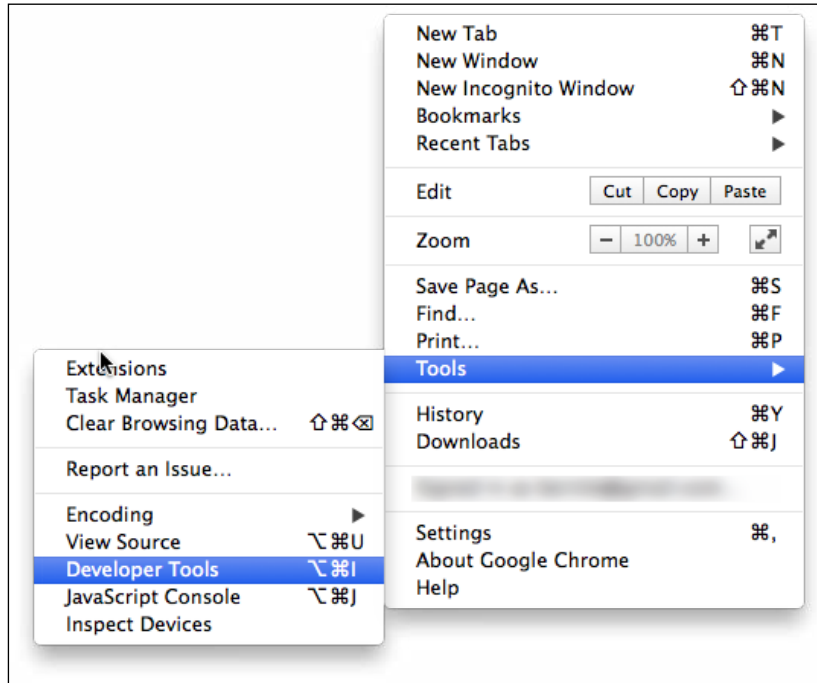 New Tab ⌘T
New Window ⌘N
New Incognito Window ⇧⌘N
Bookmarks ▶
Recent Tabs ▶
Edit Cut Copy Paste
Zoom − 100% +
Save Page As... ⌘S
Find... ⌘F
Print... ⌘P
Tools ▶
History ⌘Y
Downloads ⇧⌘J
Settings ⌘,
About Google Chrome
Help
Extensions
Task Manager
Clear Browsing Data... ⇧⌘⌫
Report an Issue...
Encoding ▶
View Source ⌥⌘U
Developer Tools ⌥⌘I
JavaScript Console ⌥⌘J
Inspect Devices